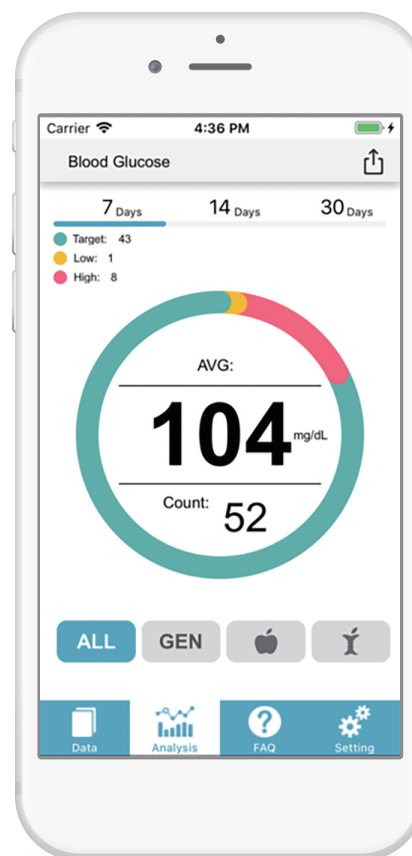 Carrier 4:36 PM
Blood Glucose
7 Days 14 Days 30 Days
Target: 43
Low: 1
High: 8
AVG:
104 mg/dL
Count: 52
ALL GEN
Data Analysis FAQ Setting